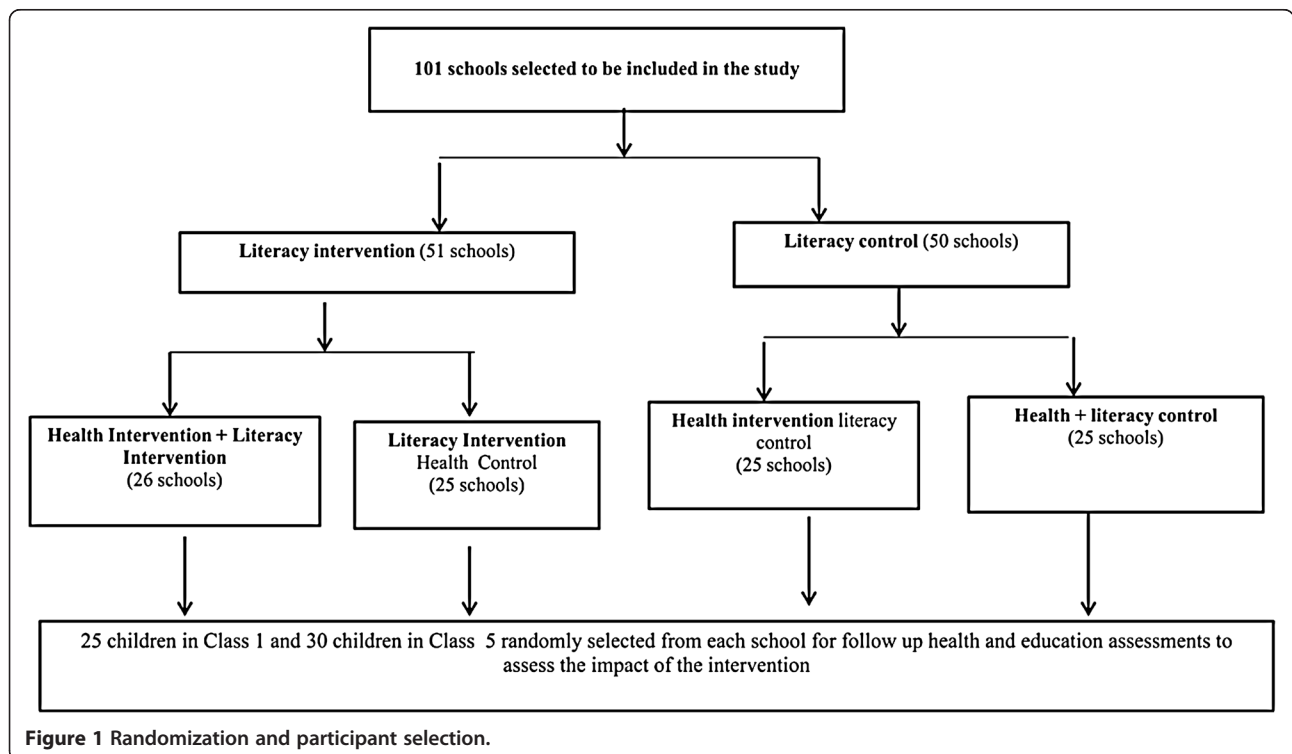 101 schools selected to be included in the study
Literacy intervention (51 schools)
Literacy control (50 schools)
Health Intervention + Literacy
Intervention
(26 schools)
Literacy Intervention
Health Control
(25 schools)
Health intervention literacy
control
(25 schools)
Health + literacy control
(25 schools)
25 children in Class 1 and 30 children in Class 5 randomly selected from each school for follow up health and education assessments to
assess the impact of the intervention
Figure 1 Randomization and participant selection.